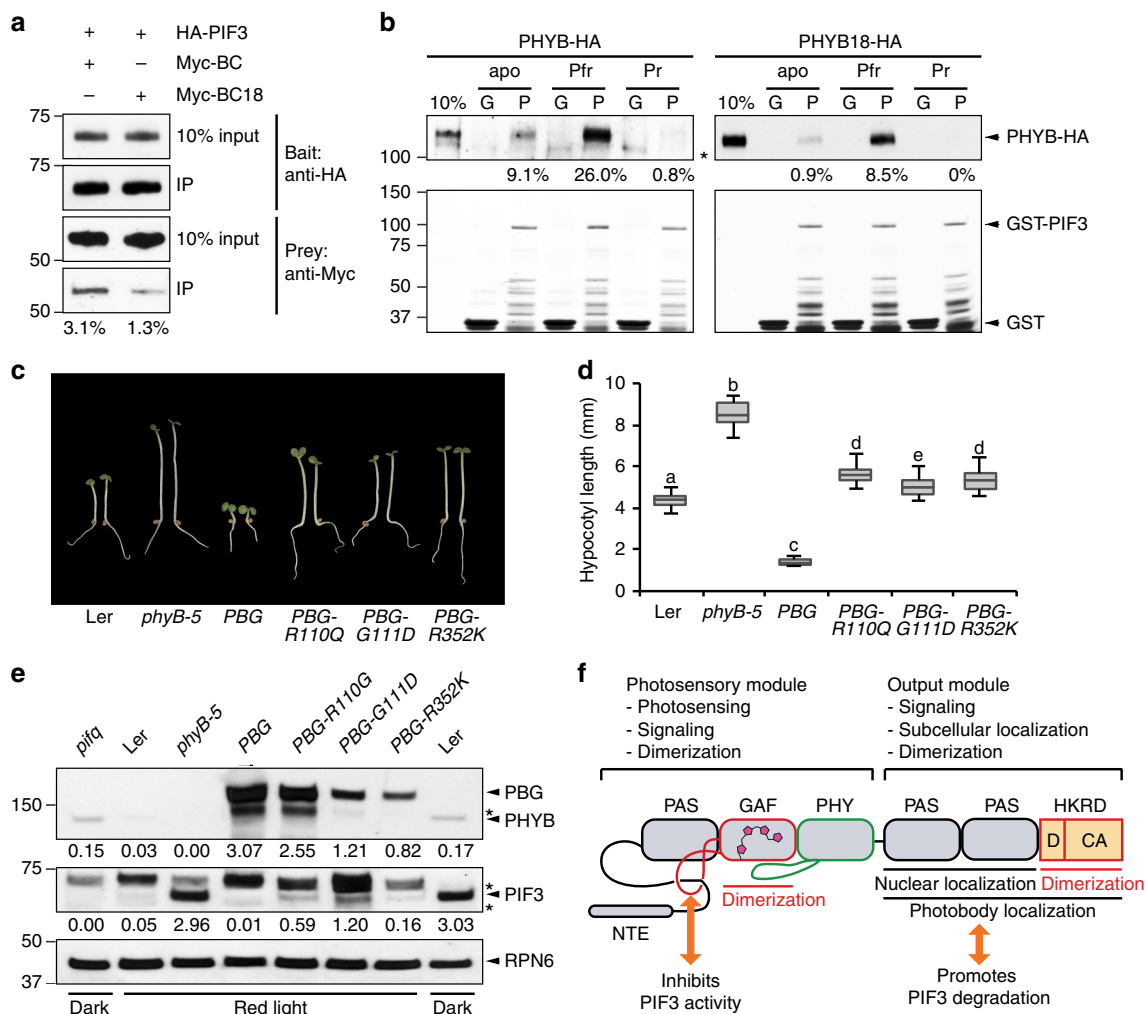 a
+ + HA-PIF3
+ – Myc-BC
– + Myc-BC18
75
10% input
75
IP
Bait:
anti-HA
10% input
50
IP
50
Prey:
anti-Myc
3.1% 1.3%
b
PHYB-HA PHYB18-HA
apo Pfr Pr apo Pfr Pr
10% G P G P G P 10% G P G P G P
PHYB-HA
100
*
9.1% 26.0% 0.8% 0.9% 8.5% 0%
150
100
GST-PIF3
75
50
37
GST
c
Ler phyB-5 PBG PBG-R110Q PBG-G111D PBG-R352K
d
Hypocotyl length (mm)
10
8
6
4
2
0
a b c d e d
Ler phyB-5 PBG PBG-R110Q PBG-G111D PBG-R352K
e
pifq Ler phyB-5 PBG PBG-R110G PBG-G111D PBG-R352K Ler
PBG
150
*
PHYB
0.15 0.03 0.00 3.07 2.55 1.21 0.82 0.17
75
*
PIF3
*
0.00 0.05 2.96 0.01 0.59 1.20 0.16 3.03
50
RPN6
37
Dark Red light Dark
f
Photosensory module
- Photosensing
- Signaling
- Dimerization
Output module
- Signaling
- Subcellular localization
- Dimerization
PAS GAF PHY PAS PAS HKRD
D CA
Dimerization
Nuclear localization Dimerization
Photobody localization
NTE
Inhibits
PIF3 activity
Promotes
PIF3 degradation